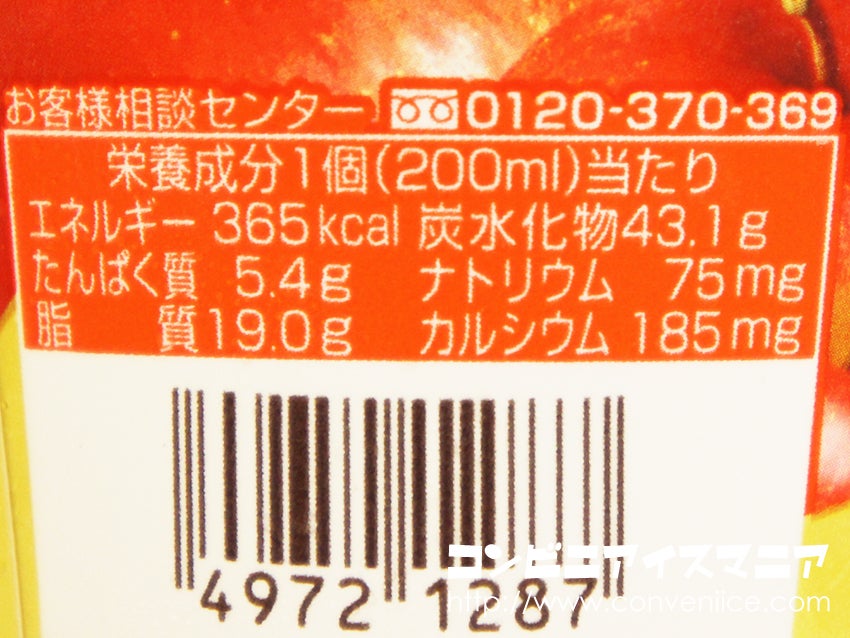 お客様相談センター 0120-370-369
栄養成分1個(200ml)当たり
エネルギー 365kcal 炭水化物43.1g
たんぱく質 5.4g ナトリウム 75mg
脂 質19.0g カルシウム 185mg
4972 1287
コンビニアイスマニア
http://www.conveniice.com